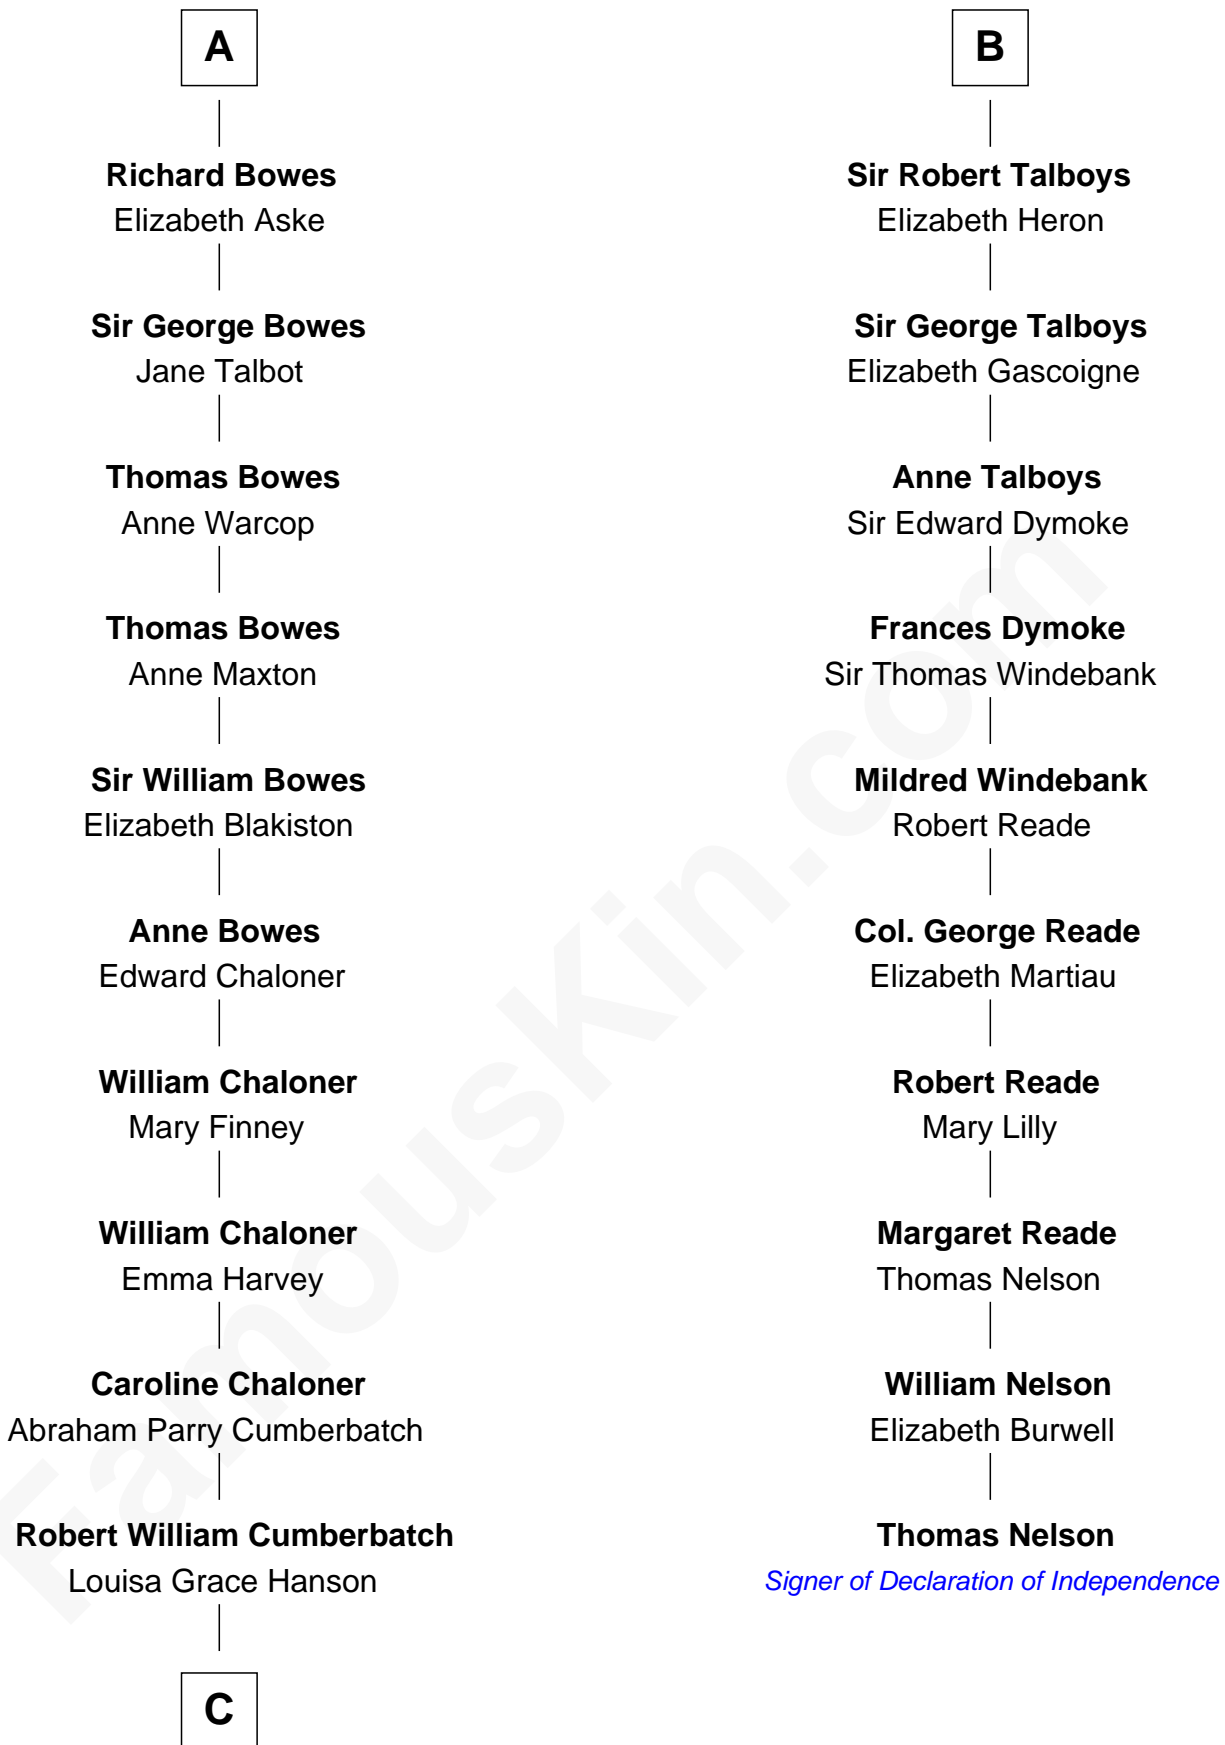 A
Richard Bowes
Elizabeth Aske
Sir George Bowes
Jane Talbot
Thomas Bowes
Anne Warcop
Thomas Bowes
Anne Maxton
Sir William Bowes
Elizabeth Blakiston
Anne Bowes
Edward Chaloner
William Chaloner
Mary Finney
William Chaloner
Emma Harvey
Caroline Chaloner
Abraham Parry Cumberbatch
Robert William Cumberbatch
Louisa Grace Hanson
C
B
Sir Robert Talboys
Elizabeth Heron
Sir George Talboys
Elizabeth Gascoigne
Anne Talboys
Sir Edward Dymoke
Frances Dymoke
Sir Thomas Windebank
Mildred Windebank
Robert Reade
Col. George Reade
Elizabeth Martiau
Robert Reade
Mary Lilly
Margaret Reade
Thomas Nelson
William Nelson
Elizabeth Burwell
Thomas Nelson
Signer of Declaration of Independence
FamousKin.com